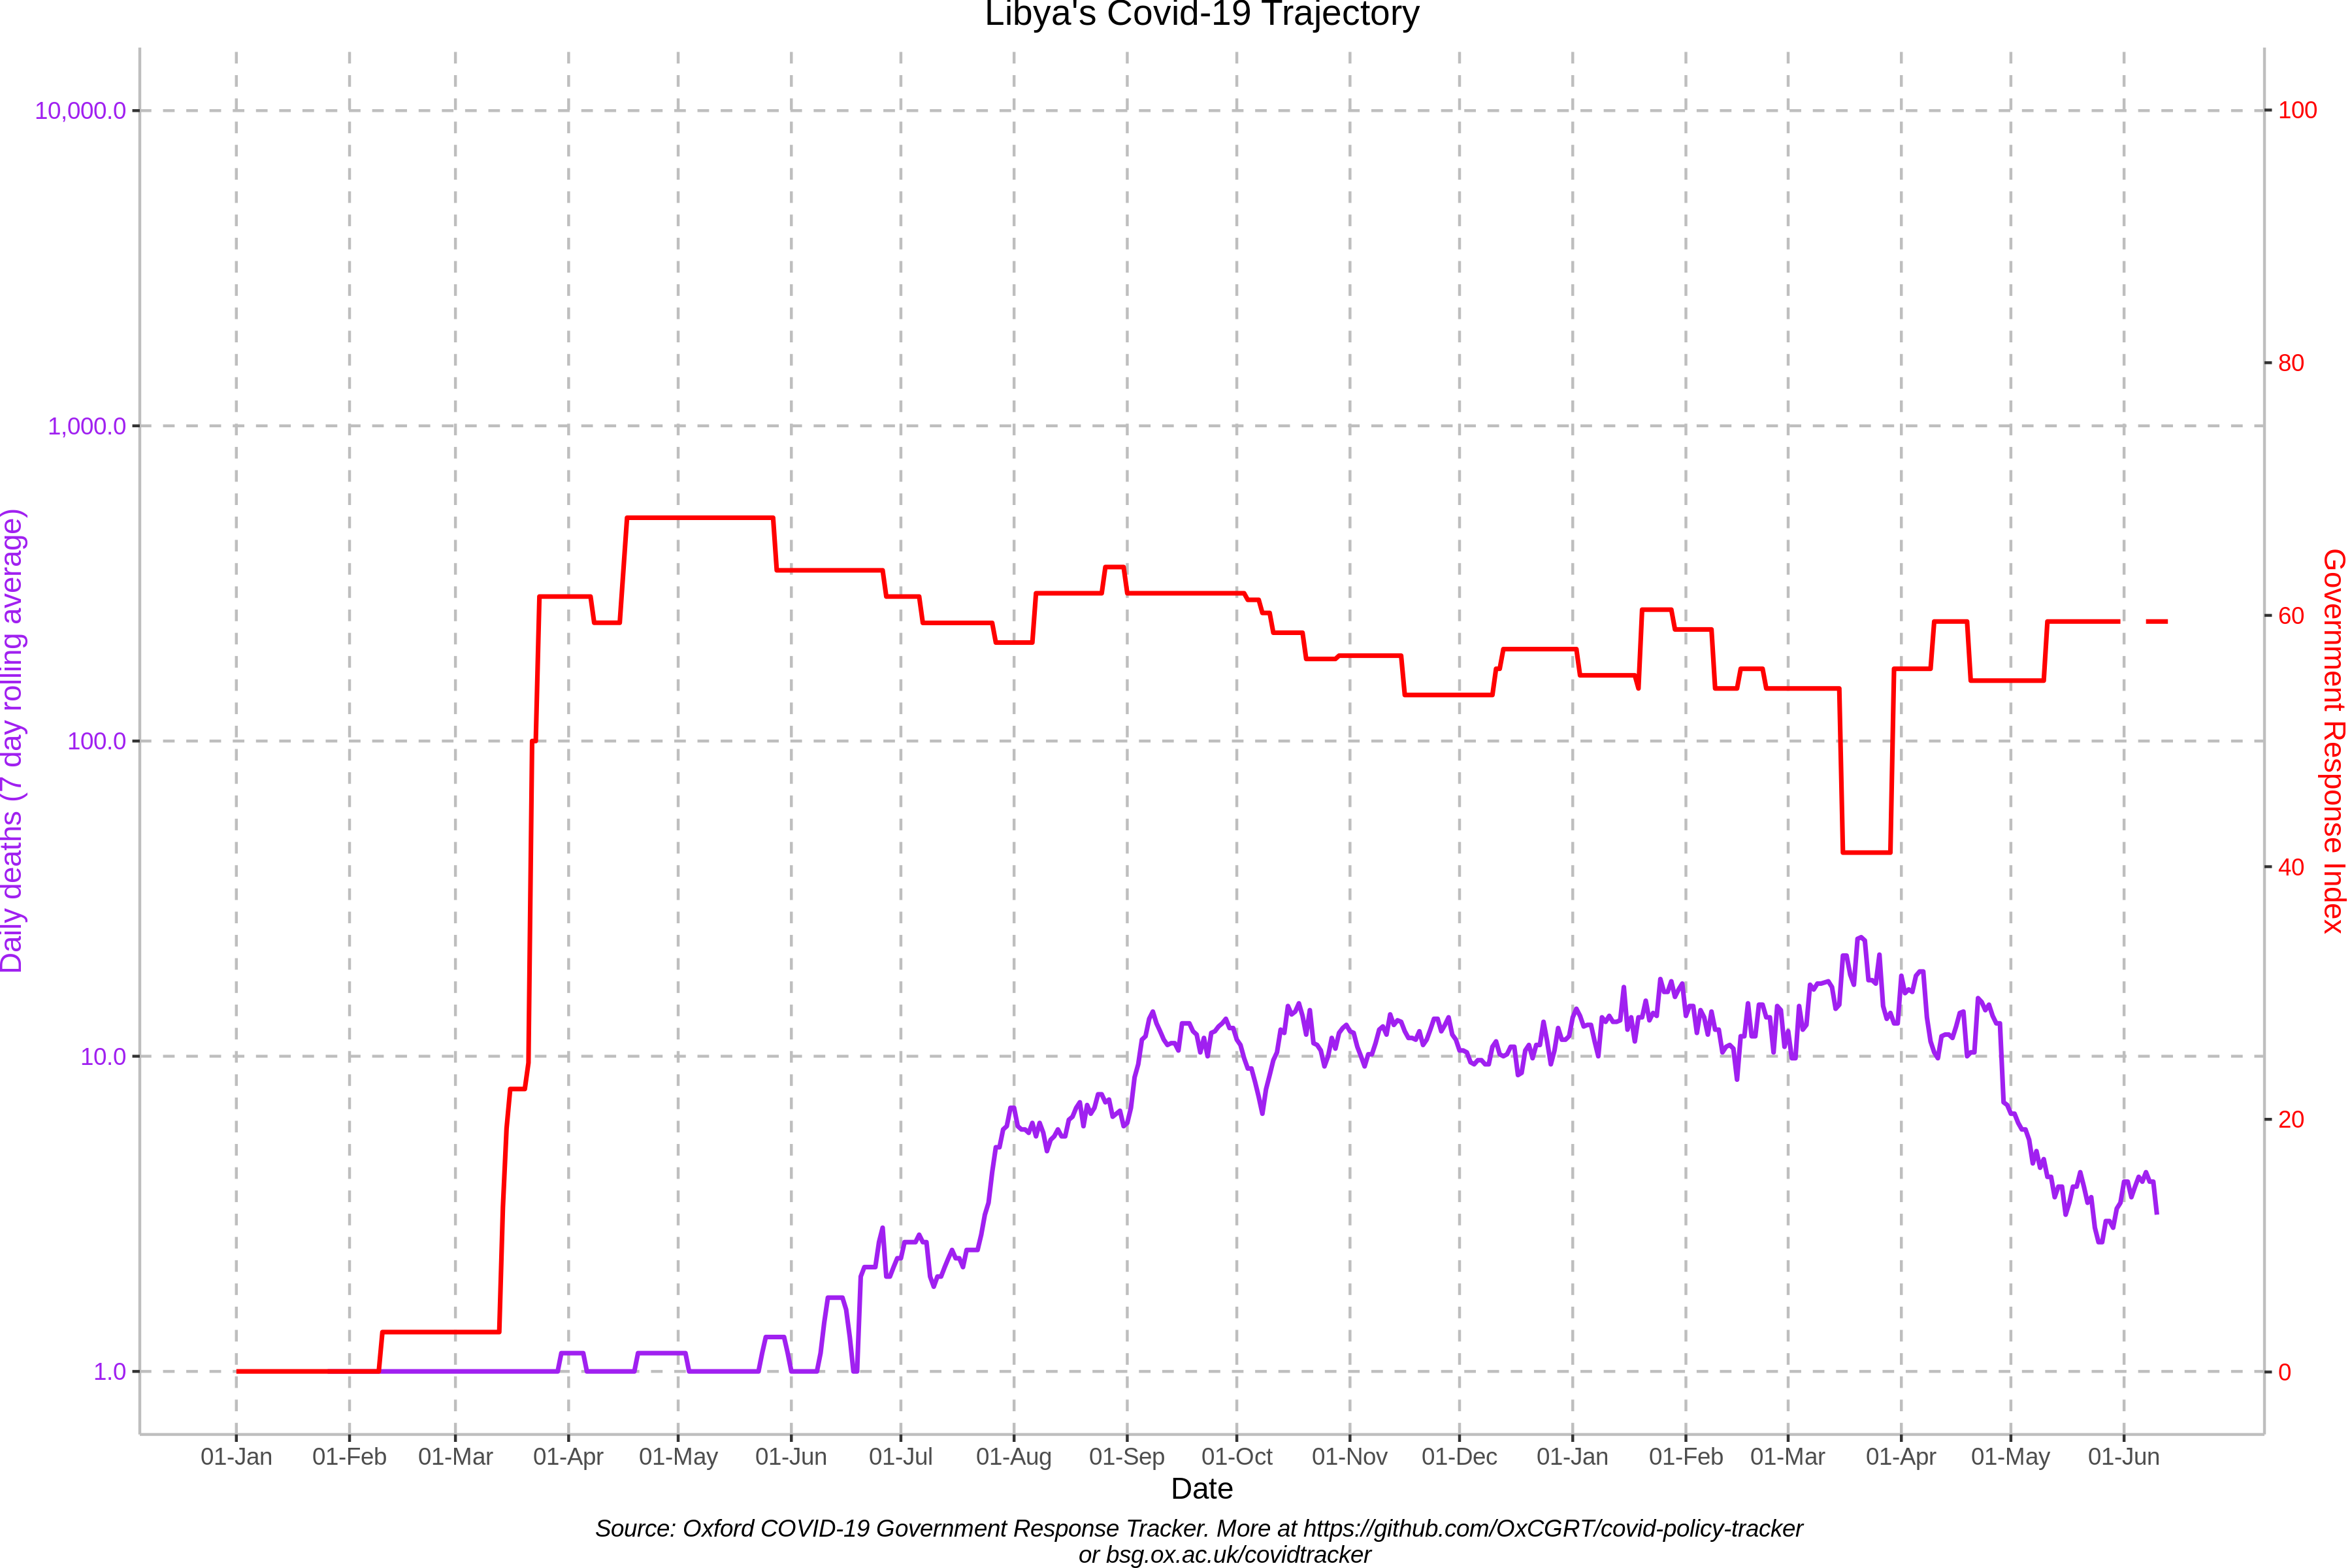 Libya's Covid-19 Trajectory
10,000.0
1,000.0
100.0
10.0
1.0
Daily deaths (7 day rolling average)
100
80
60
40
20
0
Government Response Index
01-Jan 01-Feb 01-Mar 01-Apr 01-May 01-Jun 01-Jul 01-Aug 01-Sep 01-Oct 01-Nov 01-Dec 01-Jan 01-Feb 01-Mar 01-Apr 01-May 01-Jun
Date
Source: Oxford COVID-19 Government Response Tracker. More at https://github.com/OxCGRT/covid-policy-tracker
or bsg.ox.ac.uk/covidtracker